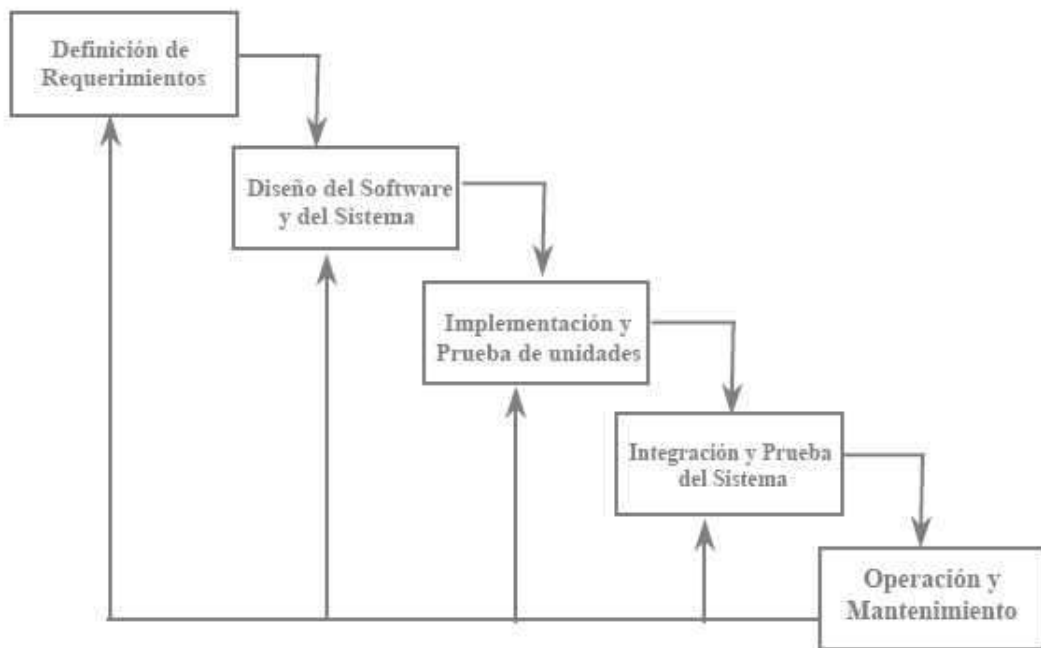 Definición de
Requerimientos
Diseño del Software
y del Sistema
Implementación y
Prueba de unidades
Integración y Prueba
del Sistema
Operación y
Mantenimiento